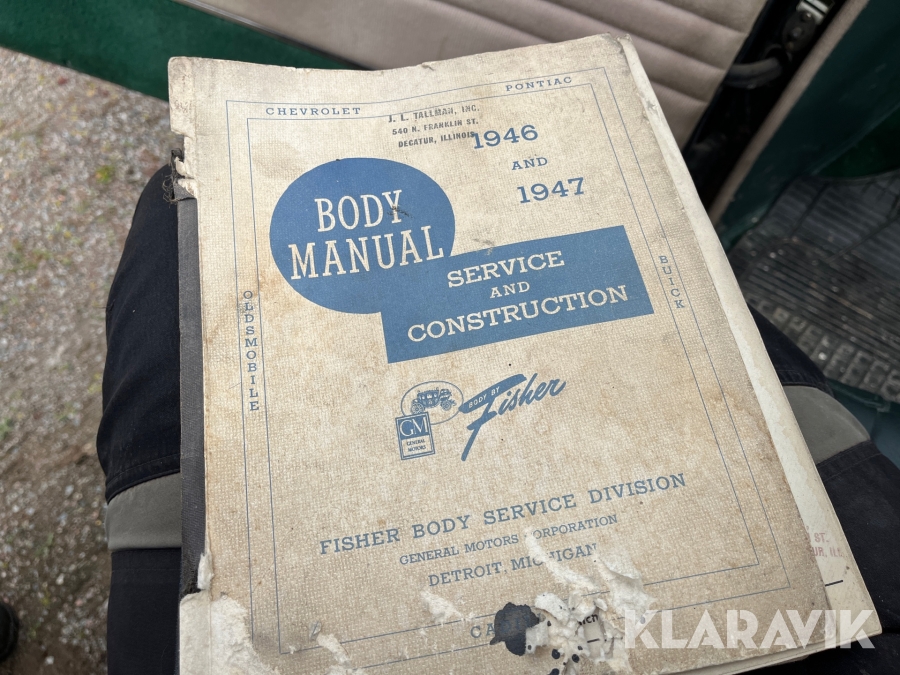 CHEVROLET
PONTIAC
J. L. TALLMAN, INC.
540 N. FRANKLIN ST.
DECATUR, ILLINOIS
1946
AND
1947
BODY
MANUAL
SERVICE
AND
CONSTRUCTION
OLDSMOBILE
BUICK
BODY BY
Fisher
GM
GENERAL
MOTORS
FISHER BODY SERVICE DIVISION
GENERAL MOTORS CORPORATION
DETROIT, MICHIGAN
ST.
KLARAVIK